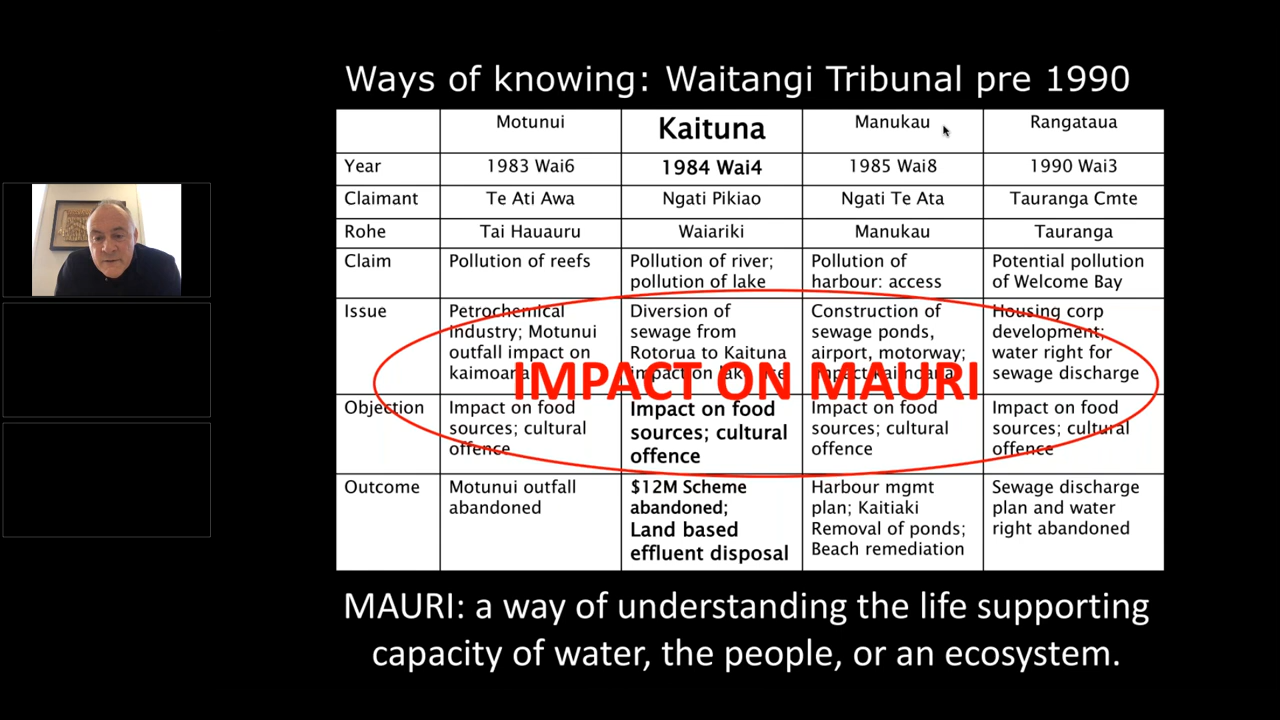 Ways of knowing: Waitangi Tribunal pre 1990
Motunui Kaituna Manukau Rangataua
Year 1983 Wai6 1984 Wai4 1985 Wai8 1990 Wai3
Claimant Te Ati Awa Ngati Pikiao Ngati Te Ata Tauranga Cmte
Rohe Tai Hauauru Waiariki Manukau Tauranga
Claim Pollution of reefs Pollution of river; Pollution of Potential pollution
pollution of lake harbour: access of Welcome Bay
Issue Petrochemical Diversion of Construction of Housing corp
industry; Motunui sewage from sewage ponds, development;
outfall impact on Rotorua to Kaituna airport, motorway; water right for
kaimoana impact on impact kaimoana sewage discharge
IMPACT ON MAURI
Objection Impact on food Impact on food Impact on food Impact on food
sources; cultural sources; cultural sources; cultural sources; cultural
offence offence offence offence
Outcome Motunui outfall $12M Scheme Harbour mgmt Sewage discharge
abandoned abandoned; plan; Kaitiaki plan and water
Land based Removal of ponds; right abandoned
effluent disposal Beach remediation
MAURI: a way of understanding the life supporting
capacity of water, the people, or an ecosystem.